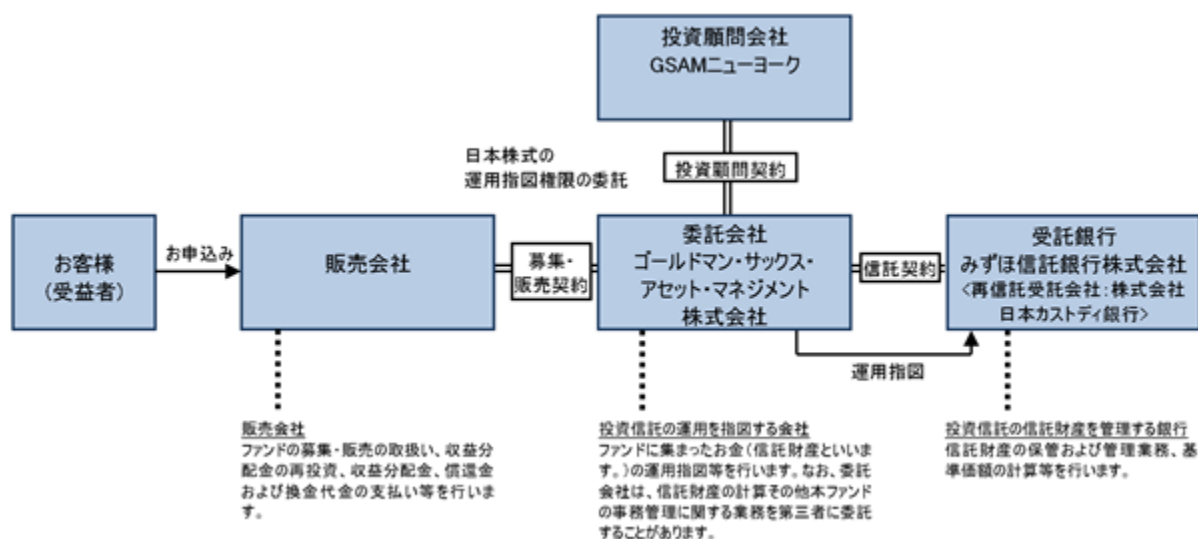 投資顧問会社
GSAMニューヨーク
日本株式の
運用指図権限の委託
投資顧問契約
お客様
（受益者）
お申込み
販売会社
募集・
販売契約
委託会社
ゴールドマン・サックス・
アセット・マネジメント
株式会社
信託契約
受託銀行
みずほ信託銀行株式会社
<再信託受託会社：株式会社
日本カストディ銀行>
運用指図
販売会社
ファンドの募集・販売の取扱い、収益分
配金の再投資、収益分配金、償還金
および換金代金の支払い等を行いま
す。
投資信託の運用を指図する会社
ファンドに集まったお金（信託財産といいま
す。）の運用指図等を行います。なお、委託
会社は、信託財産の計算その他本ファンド
の事務管理に関する業務を第三者に委託
することがあります。
投資信託の信託財産を管理する銀行
信託財産の保管および管理業務、基
準価額の計算等を行います。